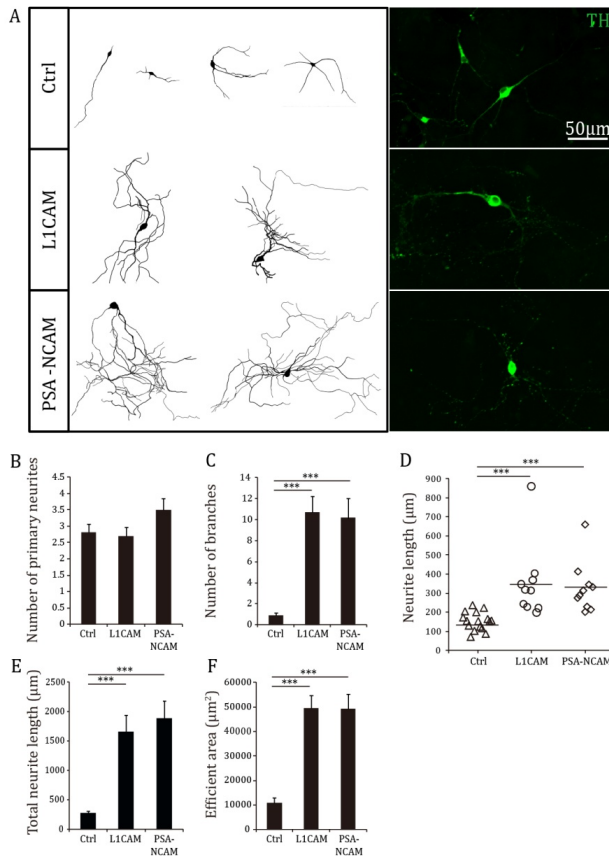 A
Ctrl
TH
50μm
L1CAM
PSA-NCAM
B
Number of primary neurites
4.5
4
3.5
3
2.5
2
1.5
1
0.5
0
Ctrl
L1CAM
PSA-
NCAM
C
Number of branches
14
12
10
8
6
4
2
0
***
***
Ctrl
L1CAM
PSA-
NCAM
D
Neurite length (μm)
900
800
700
600
500
400
300
200
100
0
***
***
Ctrl
L1CAM
PSA-NCAM
E
Total neurite length (μm)
2500
2000
1500
1000
500
0
***
***
Ctrl
L1CAM
PSA-
NCAM
F
Efficient area (μm²)
60000
50000
40000
30000
20000
10000
0
***
***
Ctrl
L1CAM
PSA-
NCAM